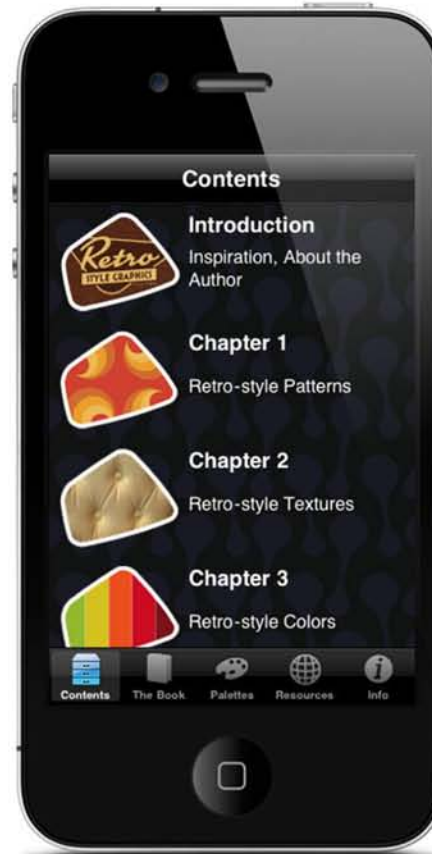 Contents
Introduction
Inspiration, About the
Author
Retro
STYLE GRAPHICS
Chapter 1
Retro-style Patterns
Chapter 2
Retro-style Textures
Chapter 3
Retro-style Colors
Contents
The Book
Palettes
Resources
Info